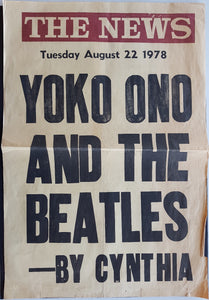 THE NEWS
Tuesday August 22 1978
YOKO ONO
AND THE
BEATLES
—BY CYNTHIA